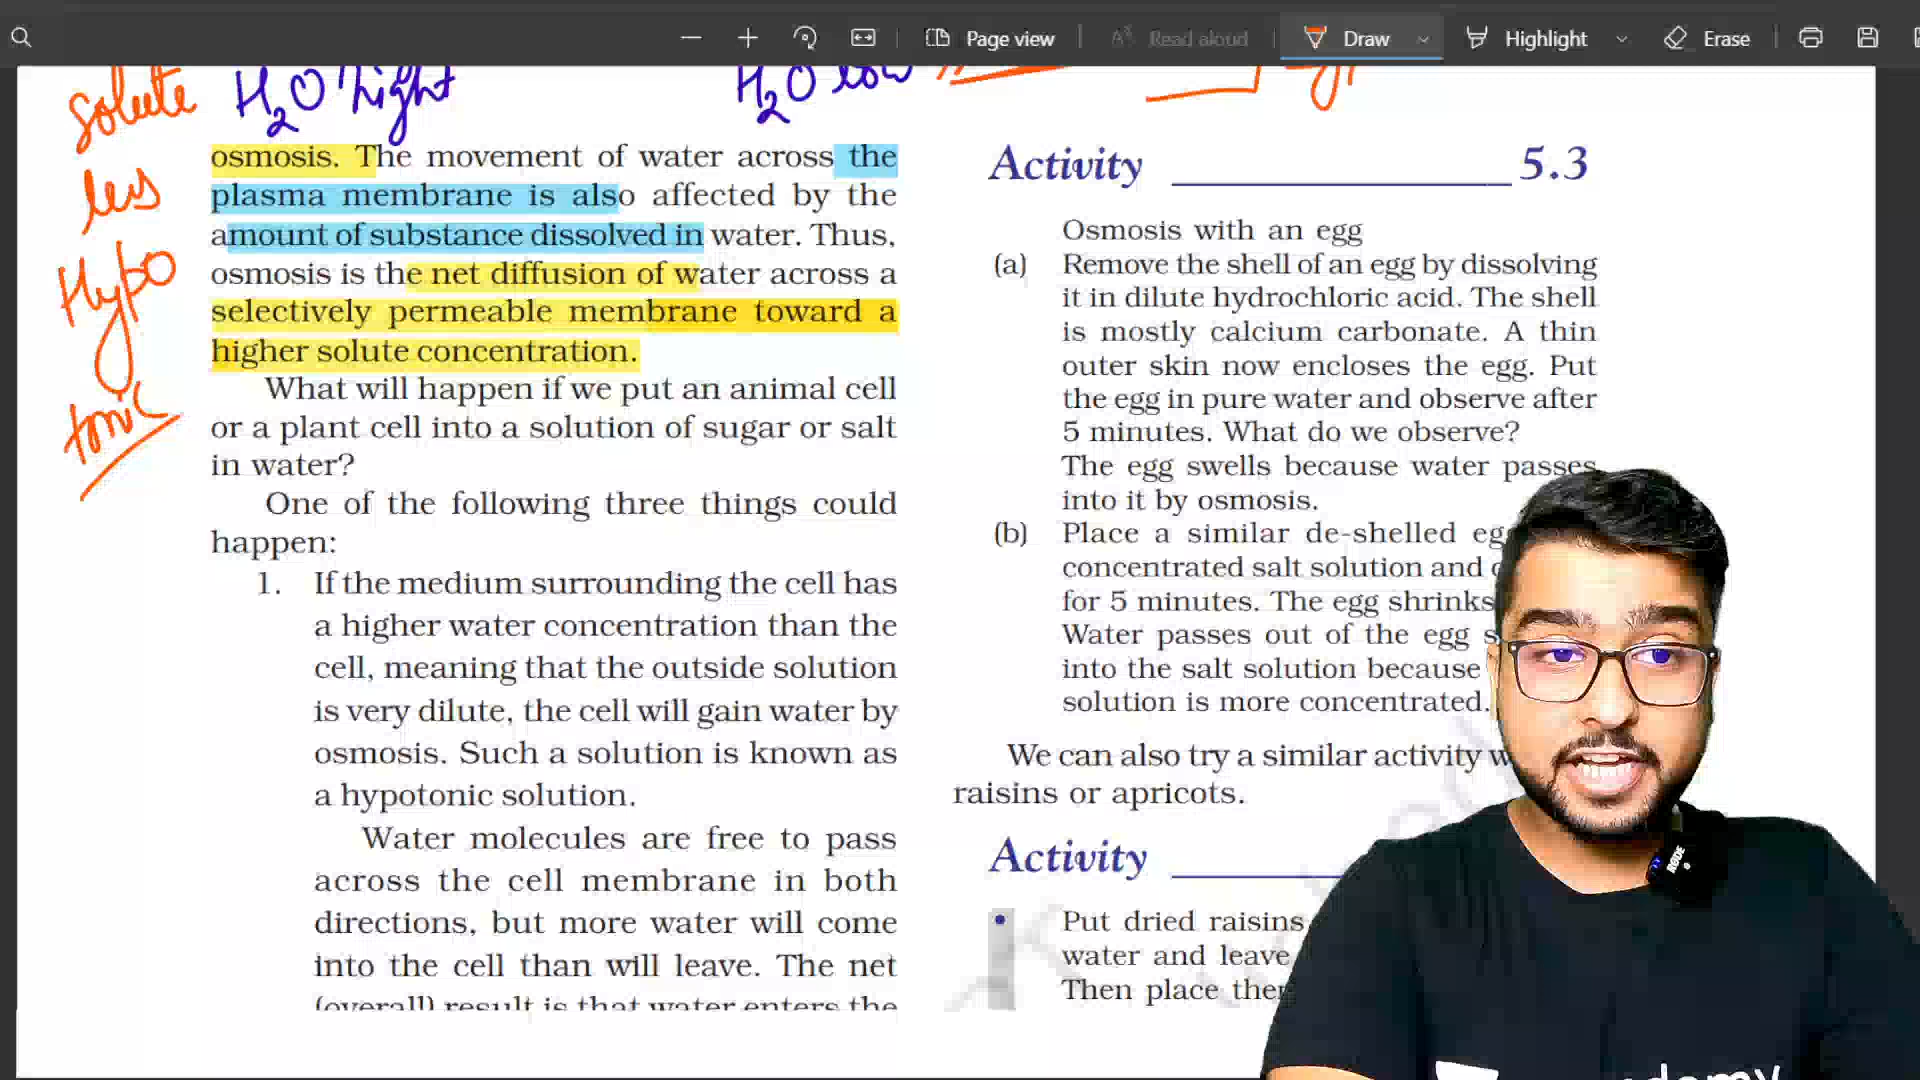 Page view
Read aloud
Draw
Highlight
Erase
solute
less
Hypo
tonic
H2O hight
H2O low
osmosis. The movement of water across the
plasma membrane is also affected by the
amount of substance dissolved in water. Thus,
osmosis is the net diffusion of water across a
selectively permeable membrane toward a
higher solute concentration.
What will happen if we put an animal cell
or a plant cell into a solution of sugar or salt
in water?
One of the following three things could
happen:
1. If the medium surrounding the cell has
a higher water concentration than the
cell, meaning that the outside solution
is very dilute, the cell will gain water by
osmosis. Such a solution is known as
a hypotonic solution.
Water molecules are free to pass
across the cell membrane in both
directions, but more water will come
into the cell than will leave. The net
(overall) result is that water enters the
Activity 5.3
Osmosis with an egg
(a) Remove the shell of an egg by dissolving
it in dilute hydrochloric acid. The shell
is mostly calcium carbonate. A thin
outer skin now encloses the egg. Put
the egg in pure water and observe after
5 minutes. What do we observe?
The egg swells because water passes
into it by osmosis.
(b) Place a similar de-shelled
concentrated salt solution and
for 5 minutes. The egg shrinks
Water passes out of the egg
into the salt solution because
solution is more concentrated.
We can also try a similar activity
raisins or apricots.
Activity
• Put dried raisins
water and leave
Then place
RØDE